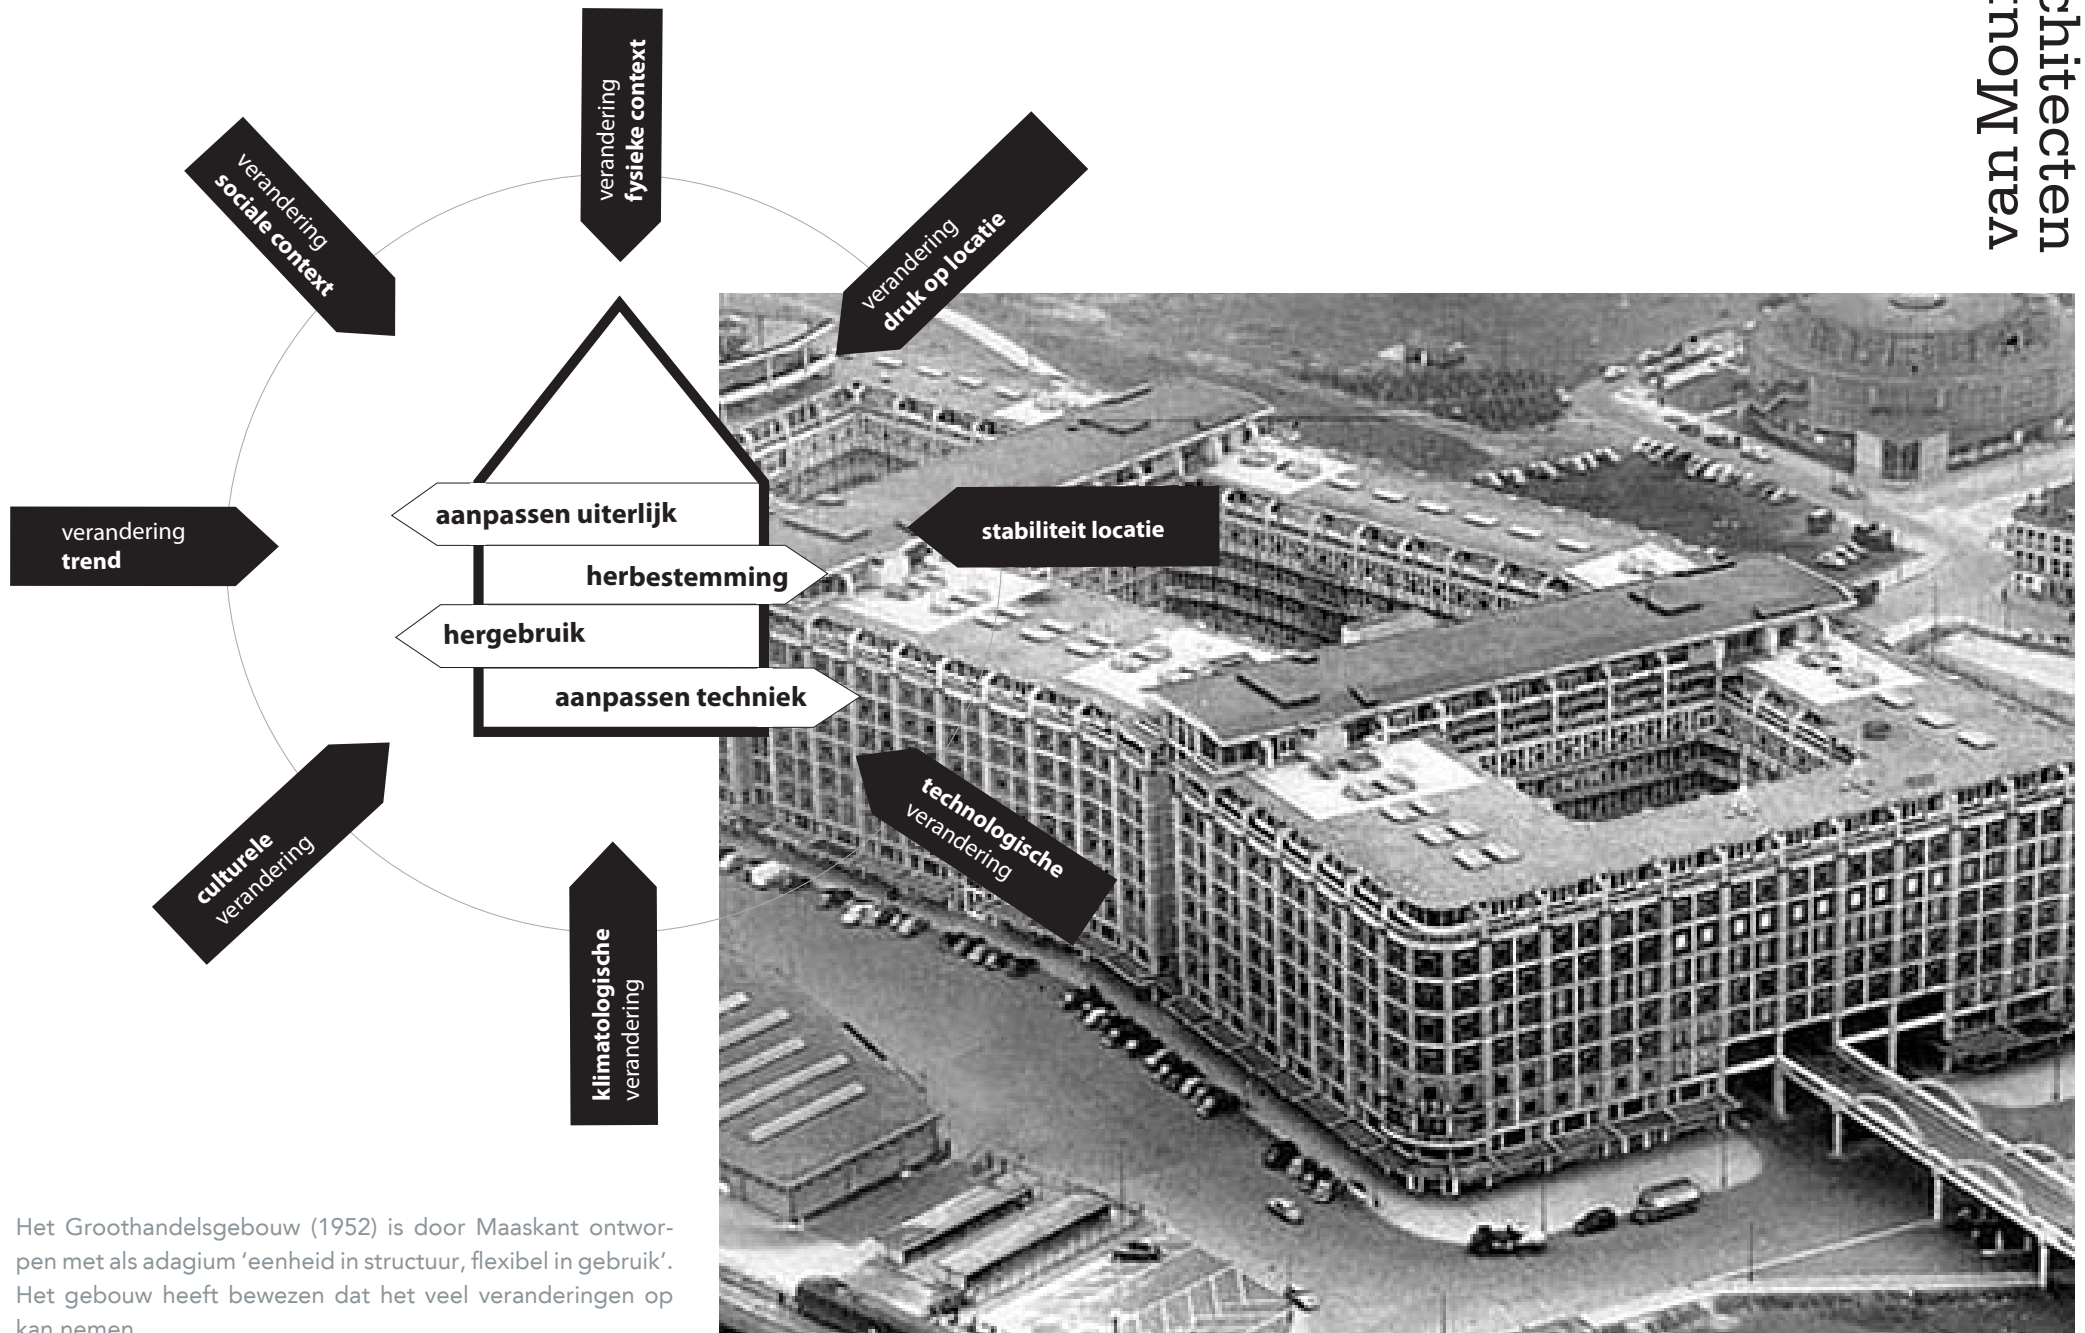 verandering
fysieke context
verandering
sociale context
verandering
druk op locatie
verandering
trend
aanpassen uiterlijk
herbestemming
hergebruik
aanpassen techniek
stabiliteit locatie
culturele
verandering
klimatologische
verandering
technologische
verandering
Het Groothandelsgebouw (1952) is door Maaskant ontwor-
pen met als adagium ‘eenheid in structuur, flexibel in gebruik’.
Het gebouw heeft bewezen dat het veel veranderingen op
kan nemen
chitecten
van Mou